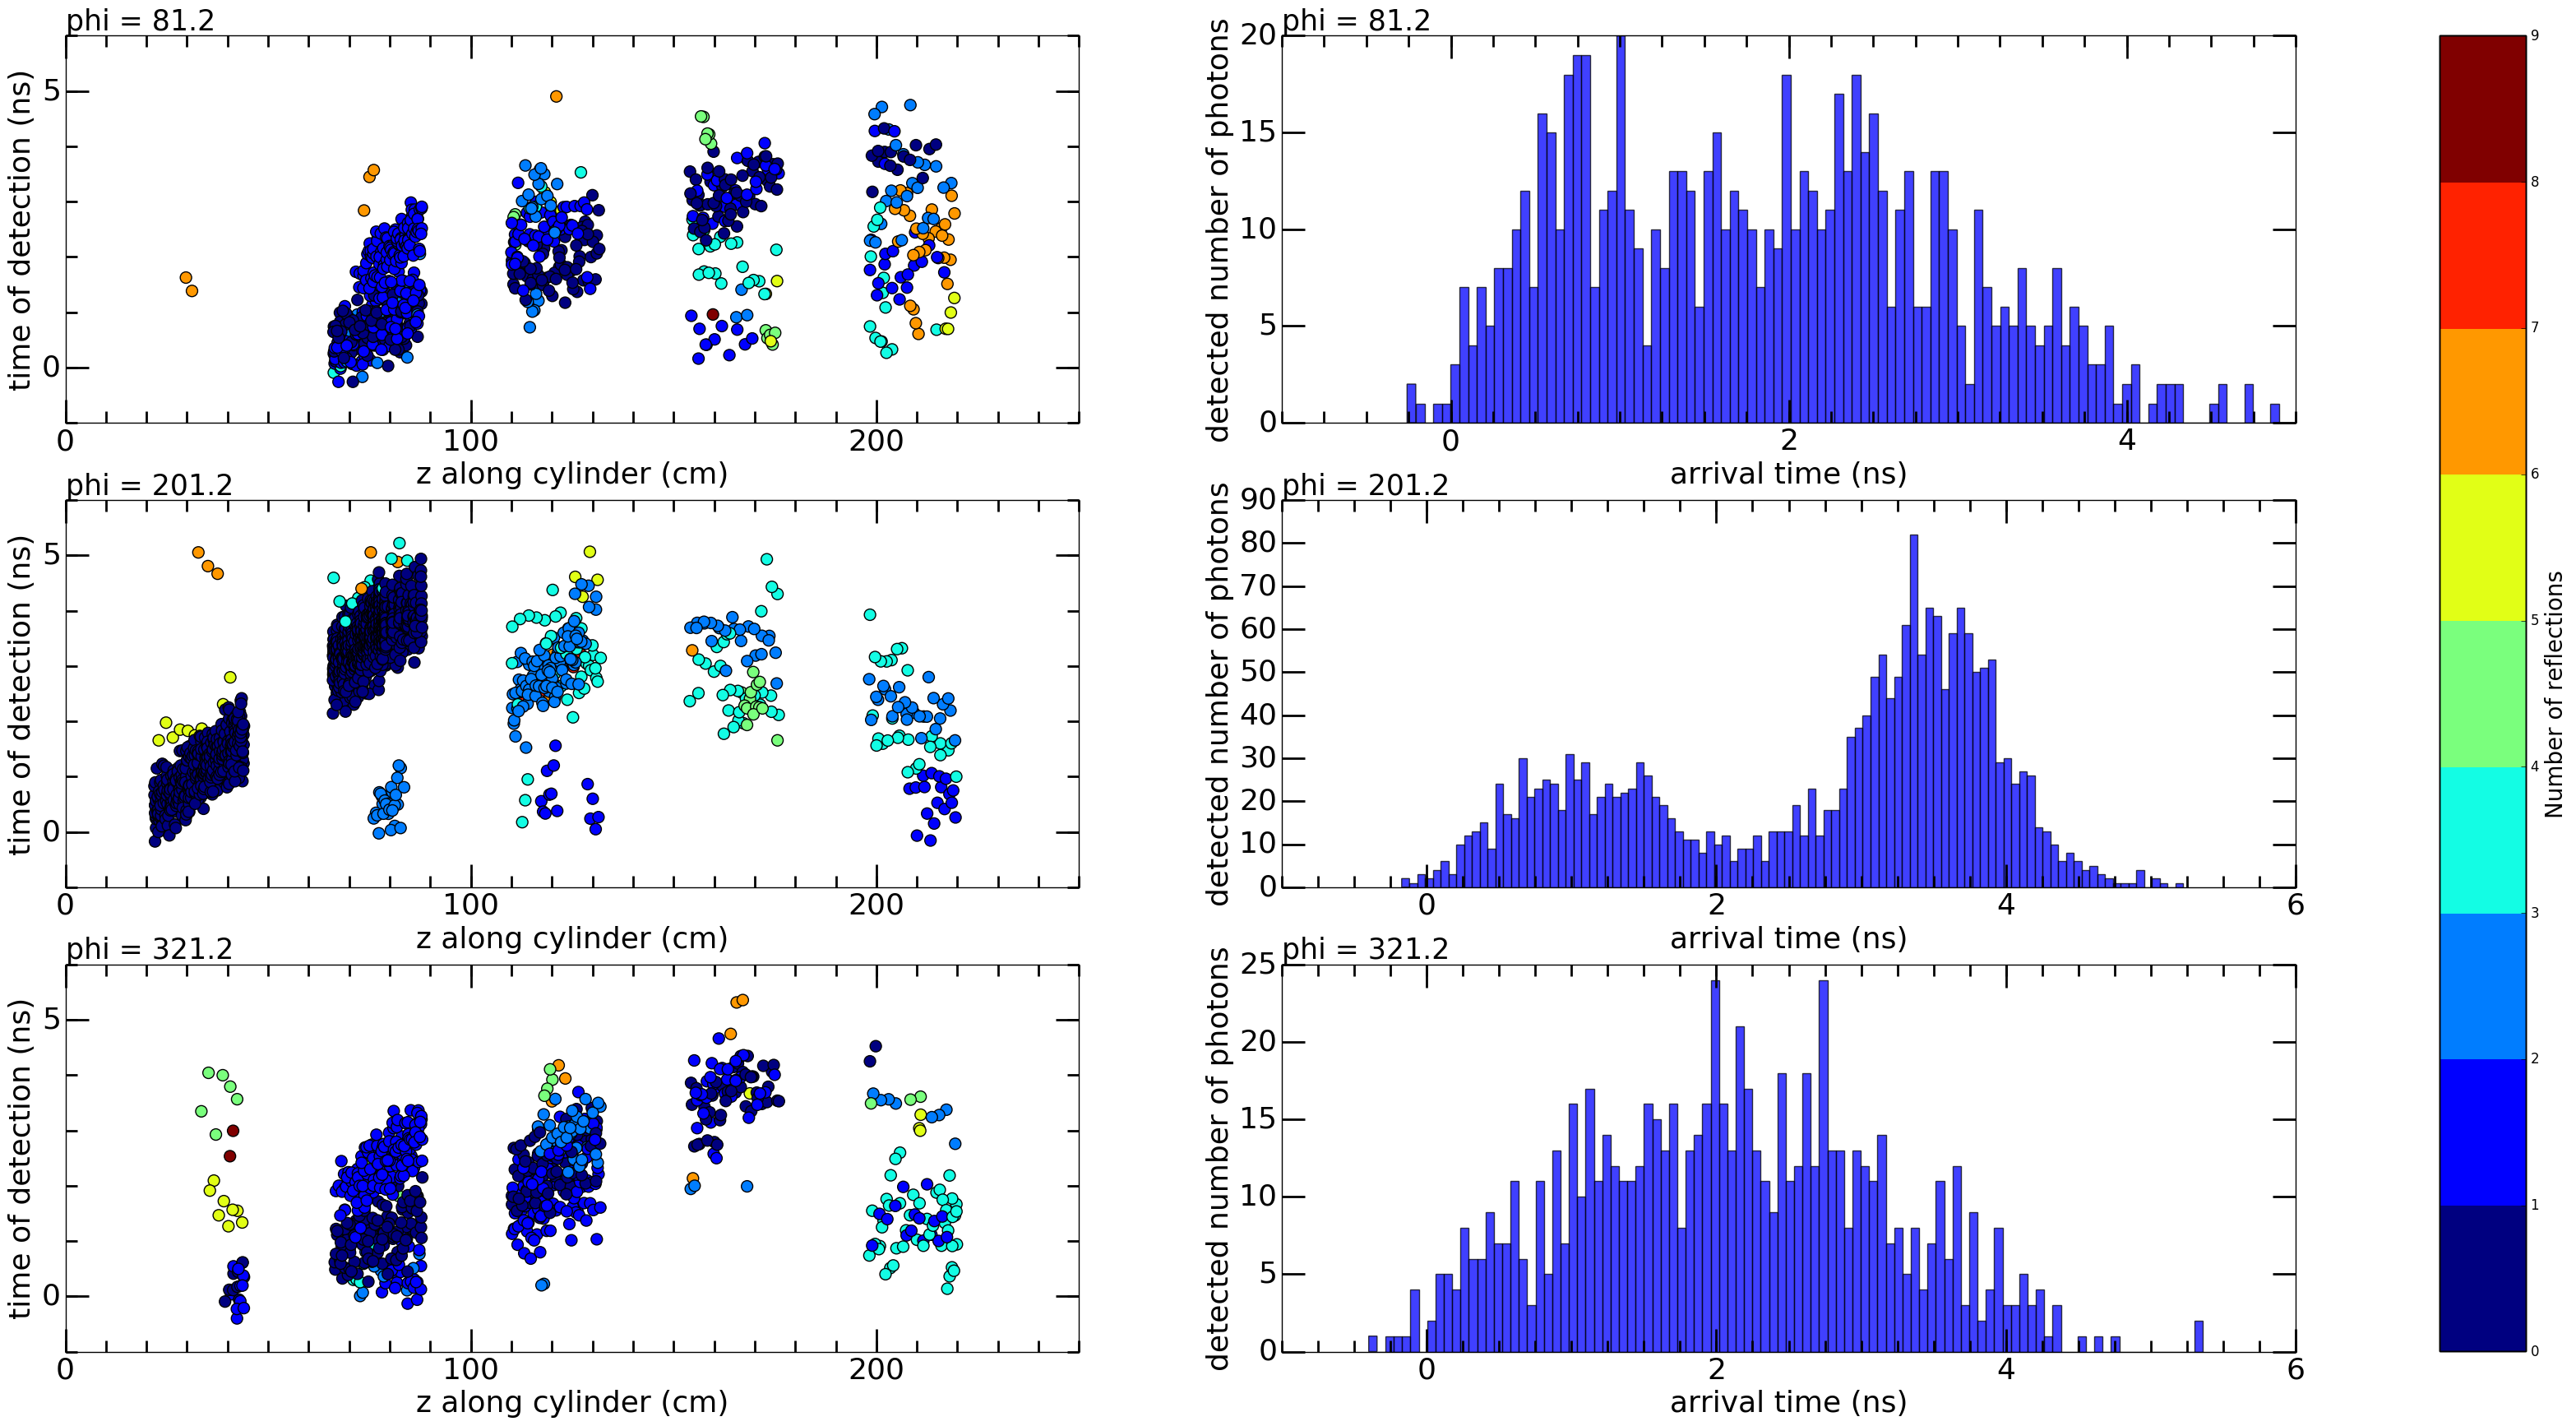 phi = 81.2
time of detection (ns)
5
0
0 100 200
z along cylinder (cm)
phi = 81.2
detected number of photons
20
15
10
5
0
0 2 4
arrival time (ns)
phi = 201.2
time of detection (ns)
5
0
0 100 200
z along cylinder (cm)
phi = 201.2
detected number of photons
90
80
70
60
50
40
30
20
10
0
0 2 4 6
arrival time (ns)
phi = 321.2
time of detection (ns)
5
0
0 100 200
z along cylinder (cm)
phi = 321.2
detected number of photons
25
20
15
10
5
0
0 2 4 6
arrival time (ns)
9
8
7
6
5
4
3
2
1
0
Number of reflections